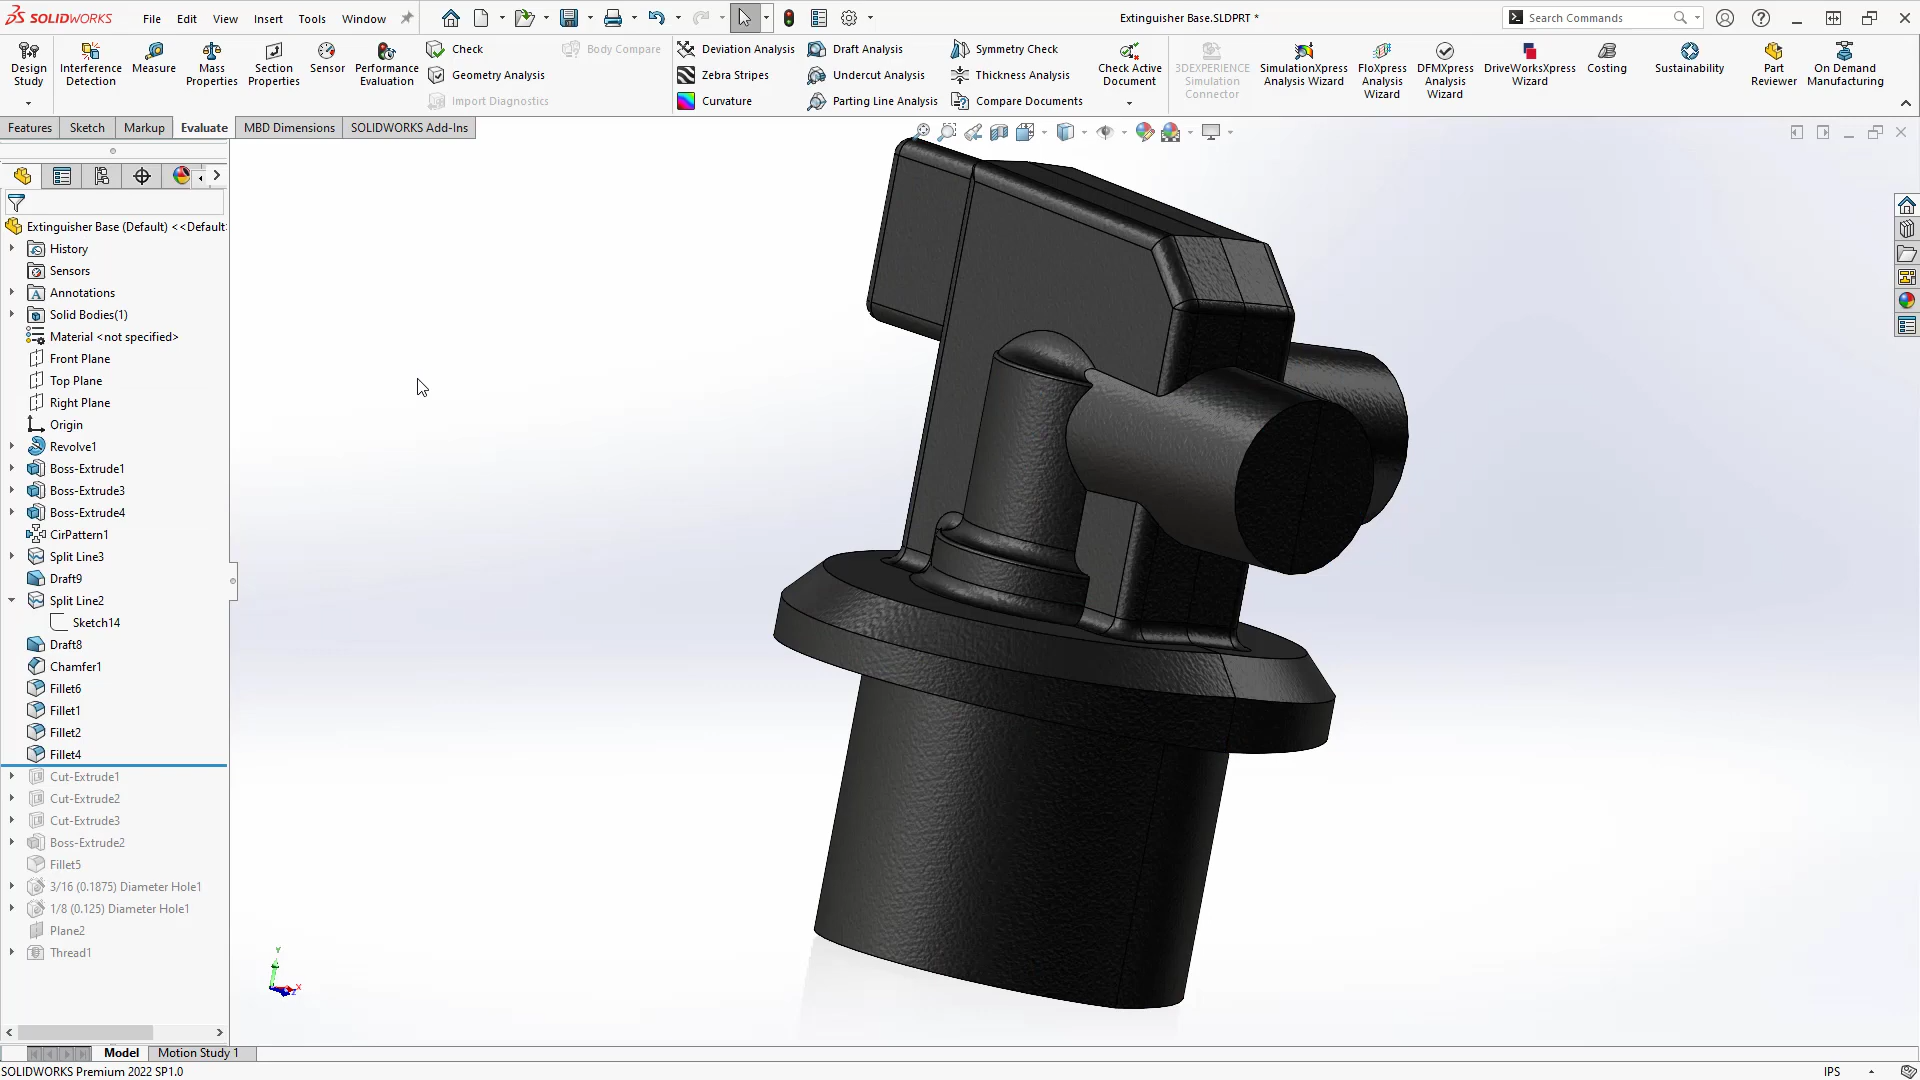 SOLIDWORKS File Edit View Insert Tools Window Extinguisher Base.SLDPRT * Search Commands
Design Study
Interference Detection
Measure
Mass Properties
Section Properties
Sensor
Performance Evaluation
Check
Geometry Analysis
Import Diagnostics
Body Compare
Deviation Analysis
Zebra Stripes
Curvature
Draft Analysis
Undercut Analysis
Parting Line Analysis
Symmetry Check
Thickness Analysis
Compare Documents
Check Active Document
3DEXPERIENCE Simulation Connector
SimulationXpress Analysis Wizard
FloXpress Analysis Wizard
DFMXpress Analysis Wizard
DriveWorksXpress Wizard
Costing
Sustainability
Part Reviewer
On Demand Manufacturing
Features Sketch Markup Evaluate MBD Dimensions SOLIDWORKS Add-Ins
Extinguisher Base (Default) <<Default
History
Sensors
Annotations
Solid Bodies(1)
Material <not specified>
Front Plane
Top Plane
Right Plane
Origin
Revolve1
Boss-Extrude1
Boss-Extrude3
Boss-Extrude4
CirPattern1
Split Line3
Draft9
Split Line2
Sketch14
Draft8
Chamfer1
Fillet6
Fillet1
Fillet2
Fillet4
Cut-Extrude1
Cut-Extrude2
Cut-Extrude3
Boss-Extrude2
Fillet5
3/16 (0.1875) Diameter Hole1
1/8 (0.125) Diameter Hole1
Plane2
Thread1
Y
X
Z
Model Motion Study 1
SOLIDWORKS Premium 2022 SP1.0 IPS